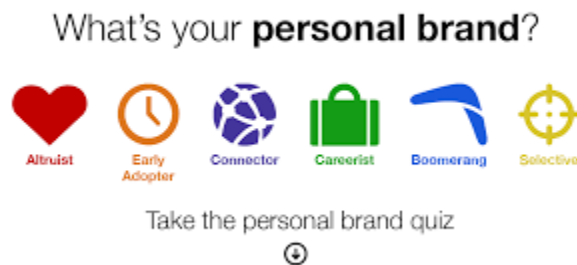 What's your personal brand?
Altruist
Early
Adopter
Connector
Careerist
Boomerang
Selective
Take the personal brand quiz